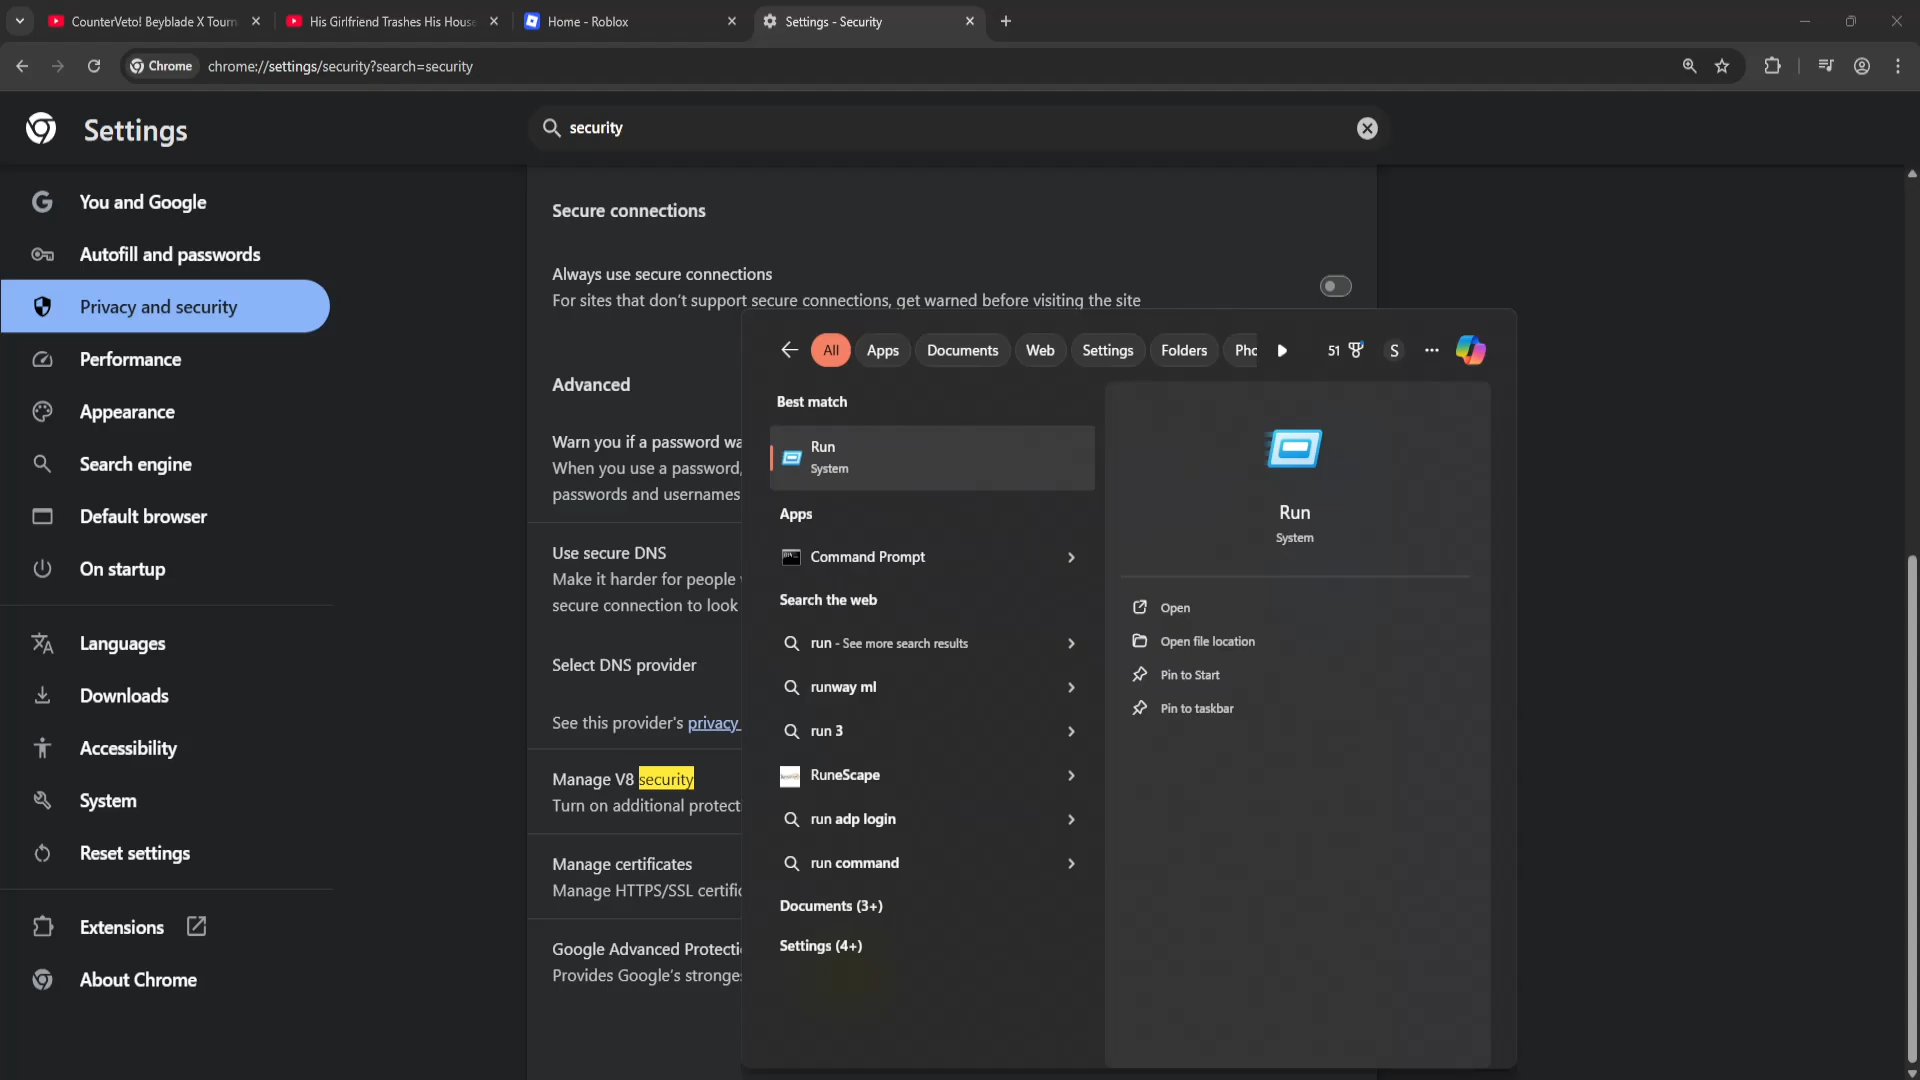 CounterVeto! Beyblade X Tourn
His Girlfriend Trashes His House
Home - Roblox
Settings - Security
Chrome
chrome://settings/security?search=security
Settings
security
You and Google
Autofill and passwords
Privacy and security
Performance
Appearance
Search engine
Default browser
On startup
Languages
Downloads
Accessibility
System
Reset settings
Extensions
About Chrome
Secure connections
Always use secure connections
For sites that don't support secure connections, get warned before visiting the site
Advanced
Warn you if a password wa
When you use a password,
passwords and usernames
Use secure DNS
Make it harder for people
secure connection to look
Select DNS provider
See this provider's privacy
Manage V8 security
Turn on additional protect
Manage certificates
Manage HTTPS/SSL certific
Google Advanced Protecti
Provides Google's stronges
All
Apps
Documents
Web
Settings
Folders
Pho
51
S
Best match
Run
System
Apps
Command Prompt
Search the web
run - See more search results
runway ml
run 3
RuneScape
run adp login
run command
Documents (3+)
Settings (4+)
Run
System
Open
Open file location
Pin to Start
Pin to taskbar